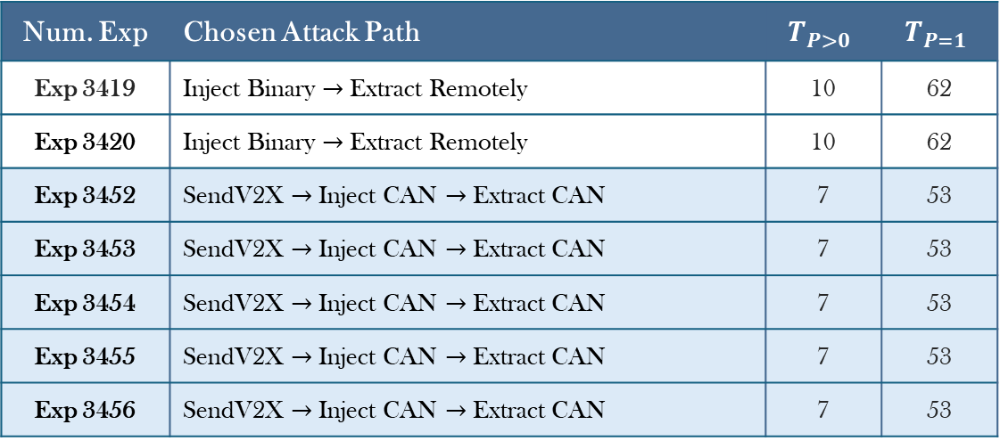 Num. Exp Chosen Attack Path T P>0 T P=1
Exp 3419 Inject Binary → Extract Remotely 10 62
Exp 3420 Inject Binary → Extract Remotely 10 62
Exp 3452 SendV2X → Inject CAN → Extract CAN 7 53
Exp 3453 SendV2X → Inject CAN → Extract CAN 7 53
Exp 3454 SendV2X → Inject CAN → Extract CAN 7 53
Exp 3455 SendV2X → Inject CAN → Extract CAN 7 53
Exp 3456 SendV2X → Inject CAN → Extract CAN 7 53